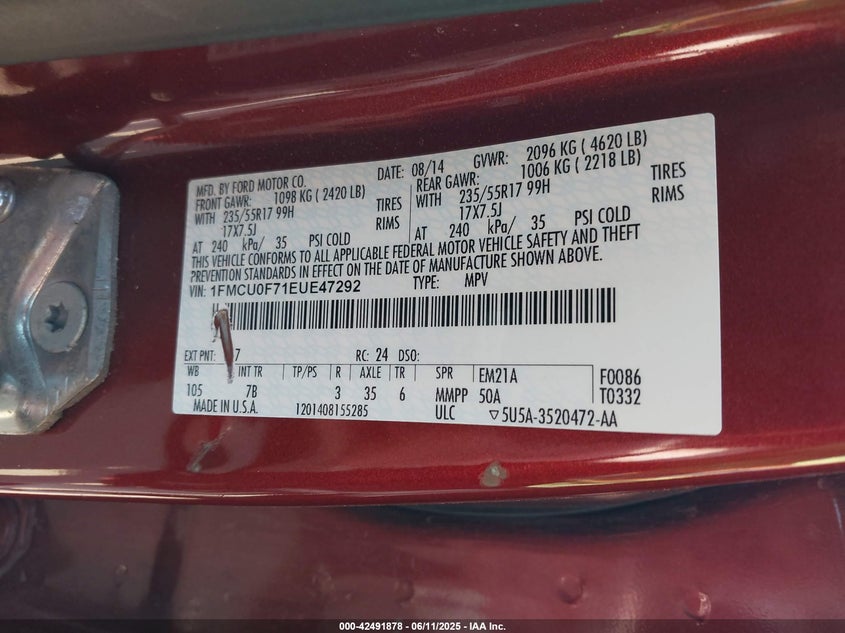 MFD. BY FORD MOTOR CO. DATE: 08/14 GVWR: 2096 KG ( 4620 LB)
FRONT GAWR: 1098 KG ( 2420 LB) REAR GAWR: 1006 KG ( 2218 LB)
WITH 235/55R17 99H TIRES WITH 235/55R17 99H TIRES
17X7.5J RIMS 17X7.5J RIMS
AT 240 kPa/ 35 PSI COLD AT 240 kPa/ 35 PSI COLD
THIS VEHICLE CONFORMS TO ALL APPLICABLE FEDERAL MOTOR VEHICLE SAFETY AND THEFT
PREVENTION STANDARDS IN EFFECT ON THE DATE OF MANUFACTURE SHOWN ABOVE.
VIN: 1FMCU0F71EUE47292 TYPE: MPV
EXT PNT: 7 RC: 24 DSO:
WB INT TR TP/PS R AXLE TR SPR EM21A F0086
105 7B 3 35 6 MMPP 50A T0332
MADE IN U.S.A. 1201408155285 ULC ▽5U5A-3520472-AA
000-42491878 - 06/11/2025 - IAA Inc.